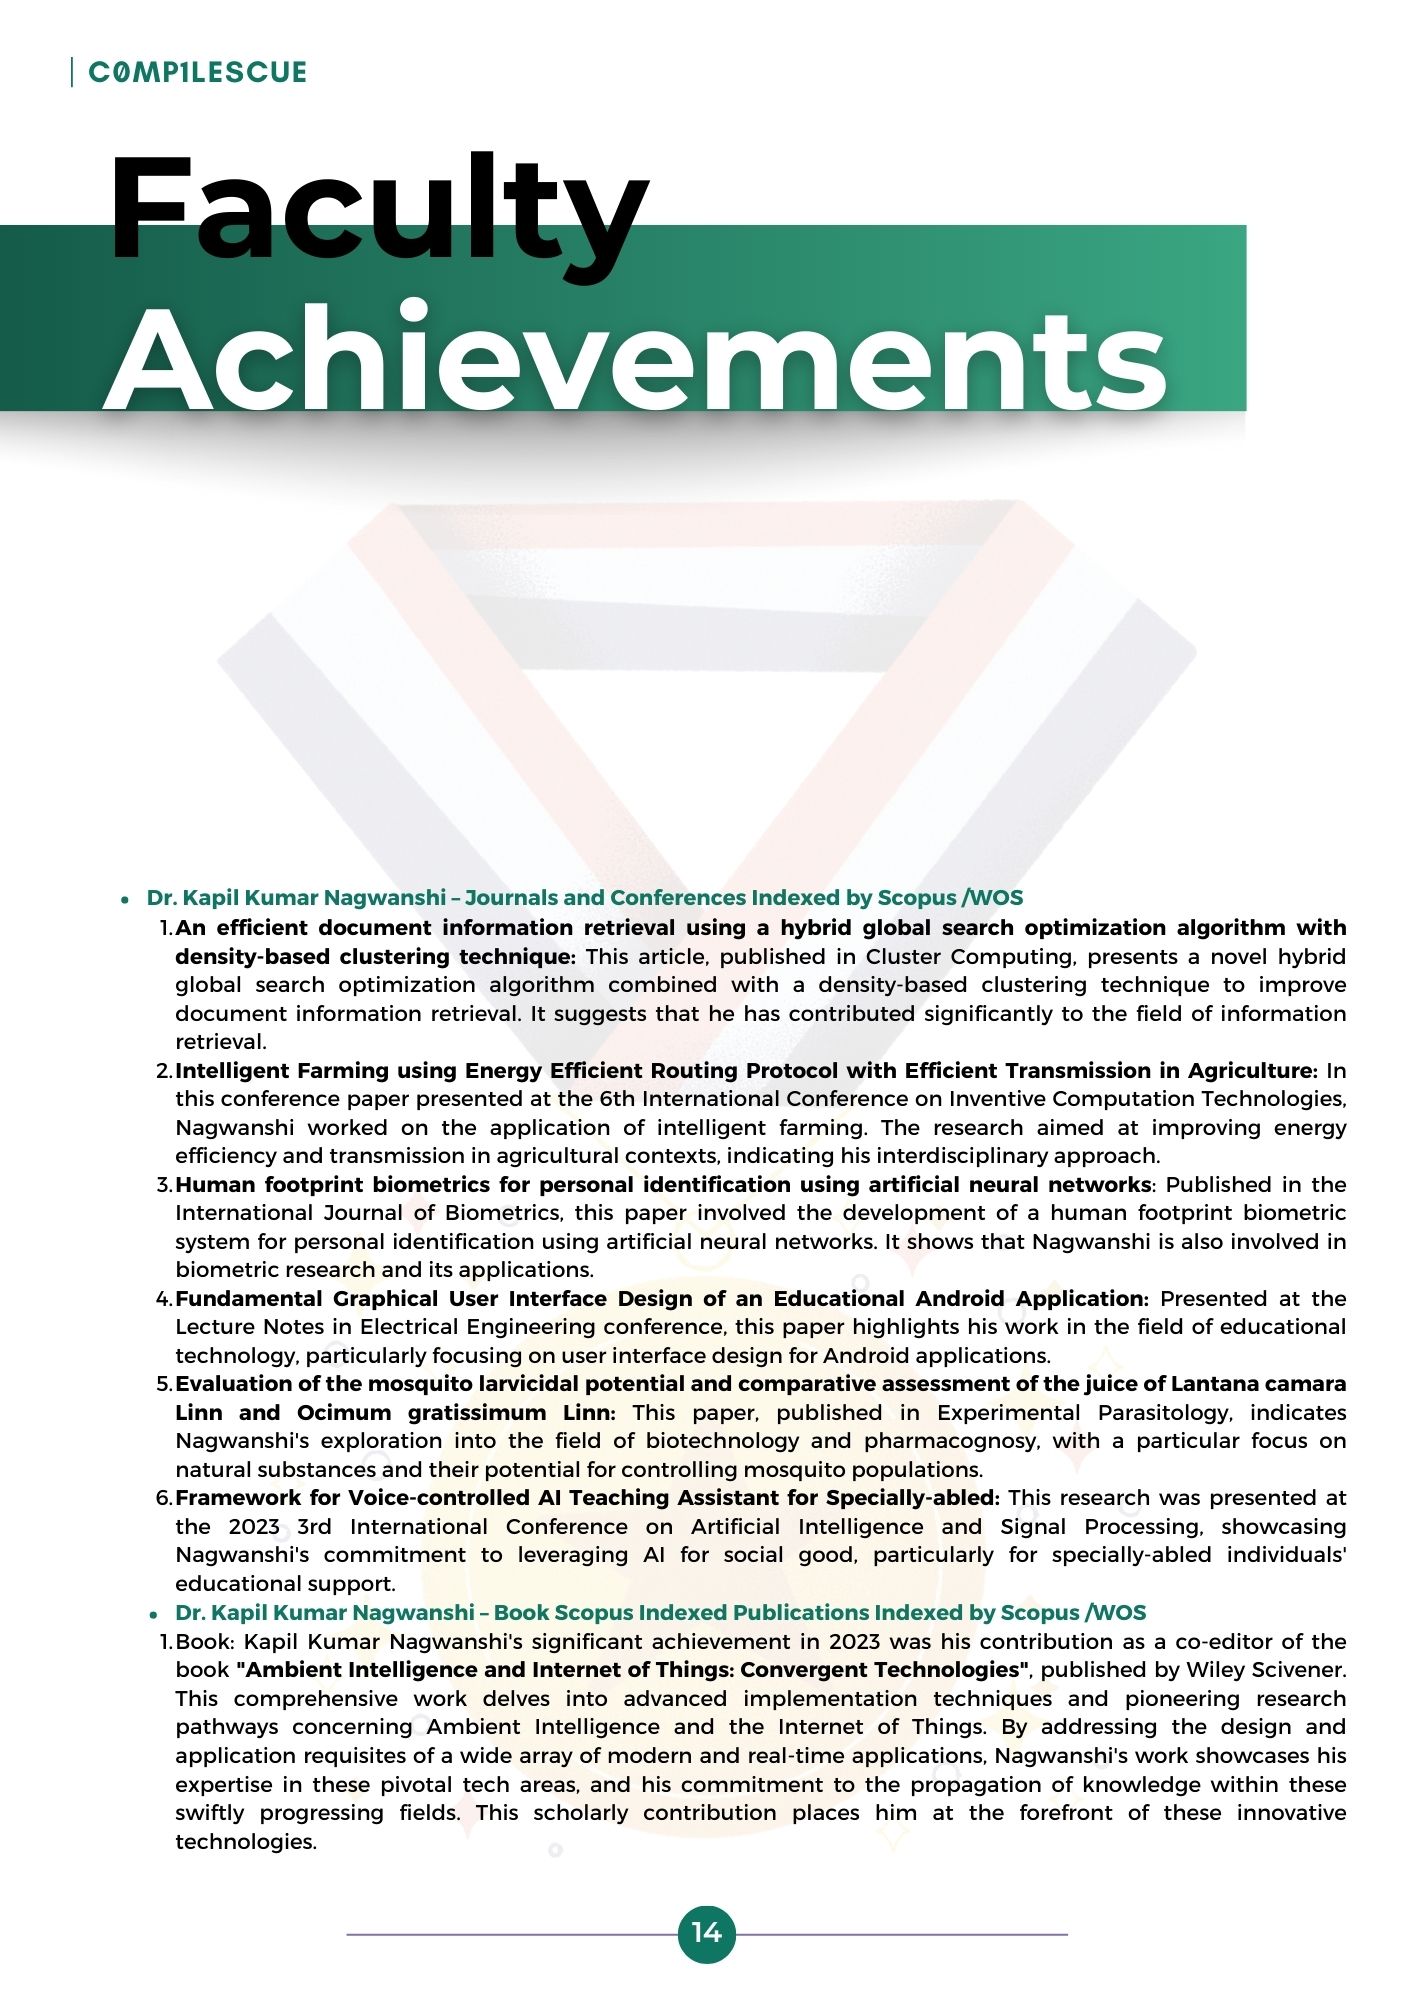 C0MP1LESCUE
Faculty
Achievements
• Dr. Kapil Kumar Nagwanshi – Journals and Conferences Indexed by Scopus /WOS
1. An efficient document information retrieval using a hybrid global search optimization algorithm with
density-based clustering technique: This article, published in Cluster Computing, presents a novel hybrid
global search optimization algorithm combined with a density-based clustering technique to improve
document information retrieval. It suggests that he has contributed significantly to the field of information
retrieval.
2. Intelligent Farming using Energy Efficient Routing Protocol with Efficient Transmission in Agriculture: In
this conference paper presented at the 6th International Conference on Inventive Computation Technologies,
Nagwanshi worked on the application of intelligent farming. The research aimed at improving energy
efficiency and transmission in agricultural contexts, indicating his interdisciplinary approach.
3. Human footprint biometrics for personal identification using artificial neural networks: Published in the
International Journal of Biometrics, this paper involved the development of a human footprint biometric
system for personal identification using artificial neural networks. It shows that Nagwanshi is also involved in
biometric research and its applications.
4. Fundamental Graphical User Interface Design of an Educational Android Application: Presented at the
Lecture Notes in Electrical Engineering conference, this paper highlights his work in the field of educational
technology, particularly focusing on user interface design for Android applications.
5. Evaluation of the mosquito larvicidal potential and comparative assessment of the juice of Lantana camara
Linn and Ocimum gratissimum Linn: This paper, published in Experimental Parasitology, indicates
Nagwanshi's exploration into the field of biotechnology and pharmacognosy, with a particular focus on
natural substances and their potential for controlling mosquito populations.
6. Framework for Voice-controlled AI Teaching Assistant for Specially-abled: This research was presented at
the 2023 3rd International Conference on Artificial Intelligence and Signal Processing, showcasing
Nagwanshi's commitment to leveraging AI for social good, particularly for specially-abled individuals'
educational support.
• Dr. Kapil Kumar Nagwanshi – Book Scopus Indexed Publications Indexed by Scopus /WOS
1. Book: Kapil Kumar Nagwanshi's significant achievement in 2023 was his contribution as a co-editor of the
book "Ambient Intelligence and Internet of Things: Convergent Technologies", published by Wiley Scivener.
This comprehensive work delves into advanced implementation techniques and pioneering research
pathways concerning Ambient Intelligence and the Internet of Things. By addressing the design and
application requisites of a wide array of modern and real-time applications, Nagwanshi's work showcases his
expertise in these pivotal tech areas, and his commitment to the propagation of knowledge within these
swiftly progressing fields. This scholarly contribution places him at the forefront of these innovative
technologies.
14